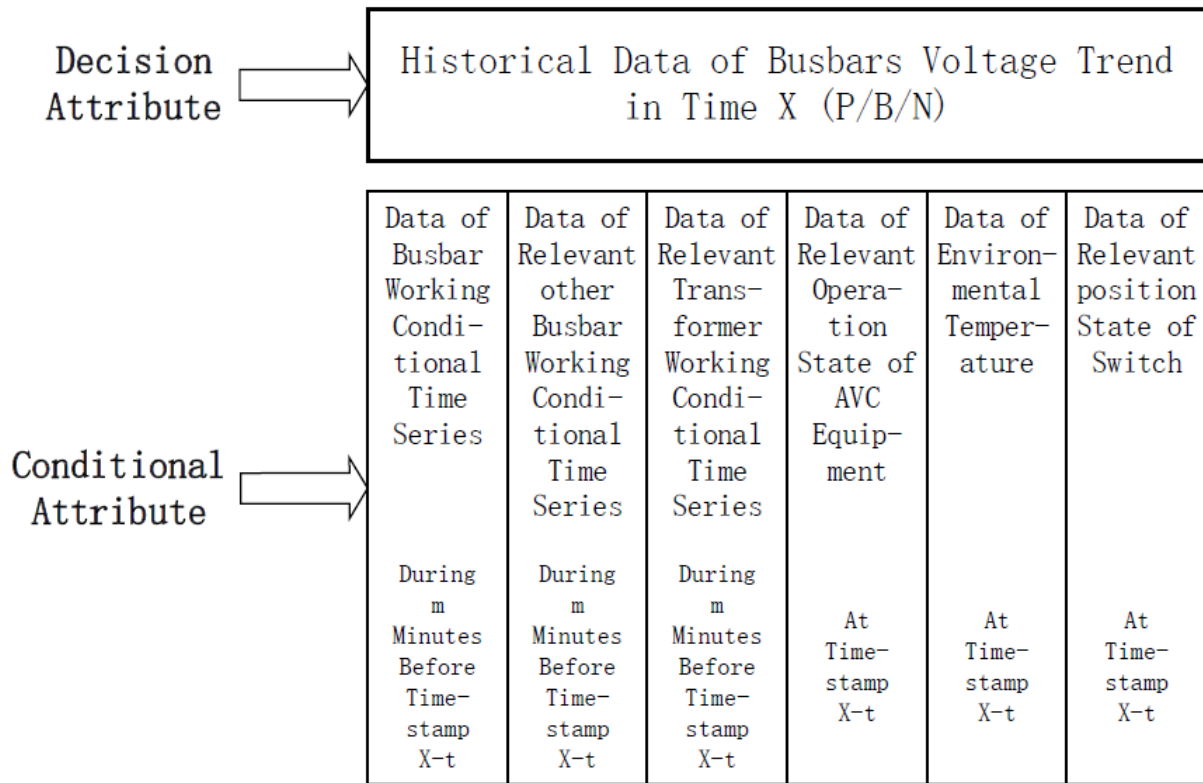 Decision
Attribute
Historical Data of Busbars Voltage Trend
in Time X (P/B/N)
Conditional
Attribute
Data of
Busbar
Working
Condi-
tional
Time
Series
During
m
Minutes
Before
Time-
stamp
X-t
Data of
Relevant
other
Busbar
Working
Condi-
tional
Time
Series
During
m
Minutes
Before
Time-
stamp
X-t
Data of
Relevant
Trans-
former
Working
Condi-
tional
Time
Series
During
m
Minutes
Before
Time-
stamp
X-t
Data of
Relevant
Opera-
tion
State of
AVC
Equip-
ment
At
Time-
stamp
X-t
Data of
Environ-
mental
Temper-
ature
At
Time-
stamp
X-t
Data of
Relevant
position
State of
Switch
At
Time-
stamp
X-t